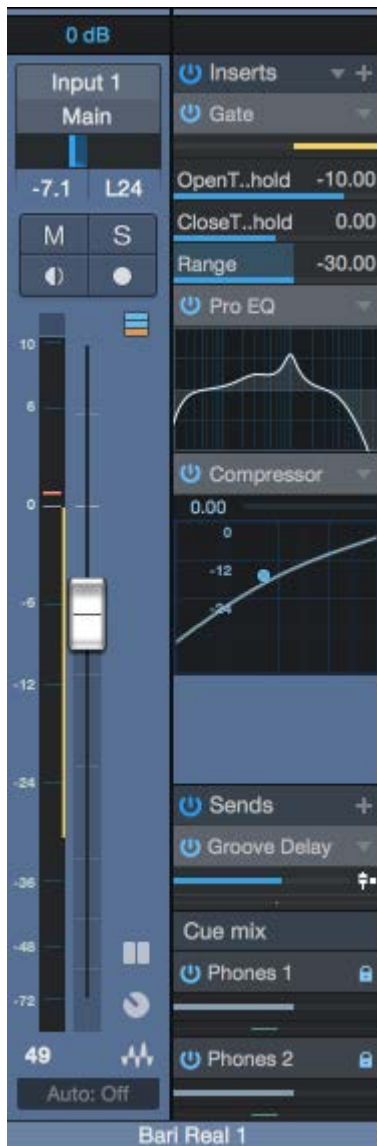 0 dB
Input 1
Main
-7.1 L24
M S
10
6
0
-6
-12
-24
-36
-48
-72
49
Auto: Off
Inserts
Gate
OpenT..hold -10.00
CloseT..hold 0.00
Range -30.00
Pro EQ
Compressor
0.00
0
-12
-24
Sends
Groove Delay
Cue mix
Phones 1
Phones 2
Bari Real 1